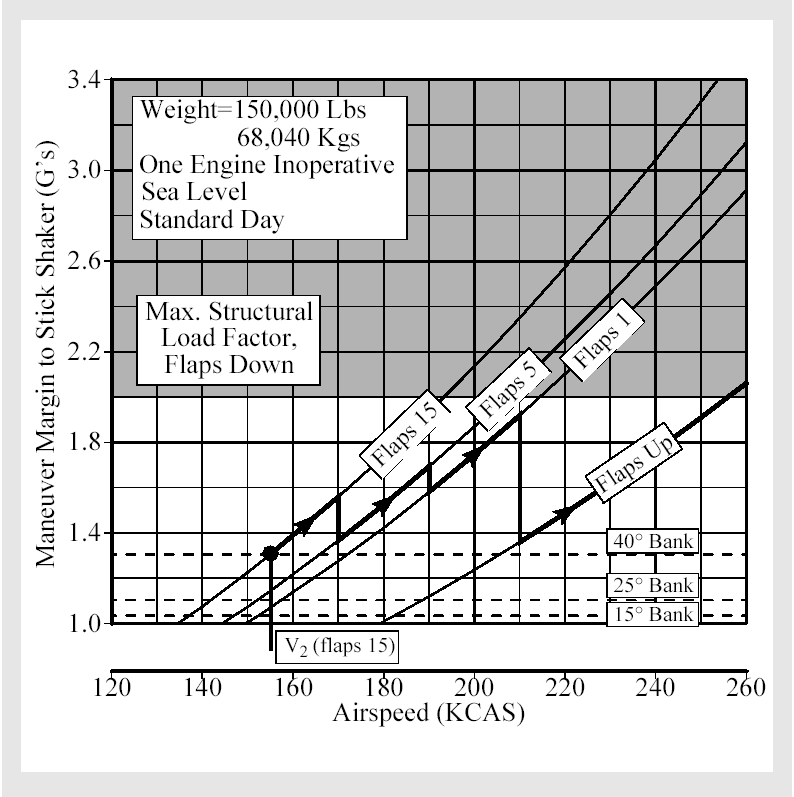 3.4
3.0
2.6
2.2
1.8
1.4
1.0
Maneuver Margin to Stick Shaker (G's)
Weight=150,000 Lbs
68,040 Kgs
One Engine Inoperative
Sea Level
Standard Day
Max. Structural
Load Factor,
Flaps Down
Flaps 15
Flaps 5
Flaps 1
Flaps Up
40° Bank
25° Bank
15° Bank
V2 (flaps 15)
120 140 160 180 200 220 240 260
Airspeed (KCAS)